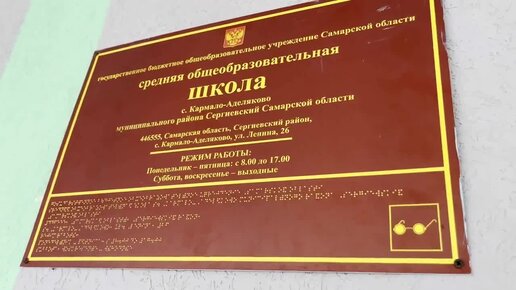 государственное бюджетное общеобразовательное учреждение Самарской области
средняя общеобразовательная
школа
с. Кармало-Аделяково
муниципального района Сергиевский Самарской области
446555, Самарская область, Сергиевский район,
с. Кармало-Аделяково, ул. Ленина, 26
РЕЖИМ РАБОТЫ:
Понедельник – пятница: с 8.00 до 17.00
Суббота, воскресенье – выходные